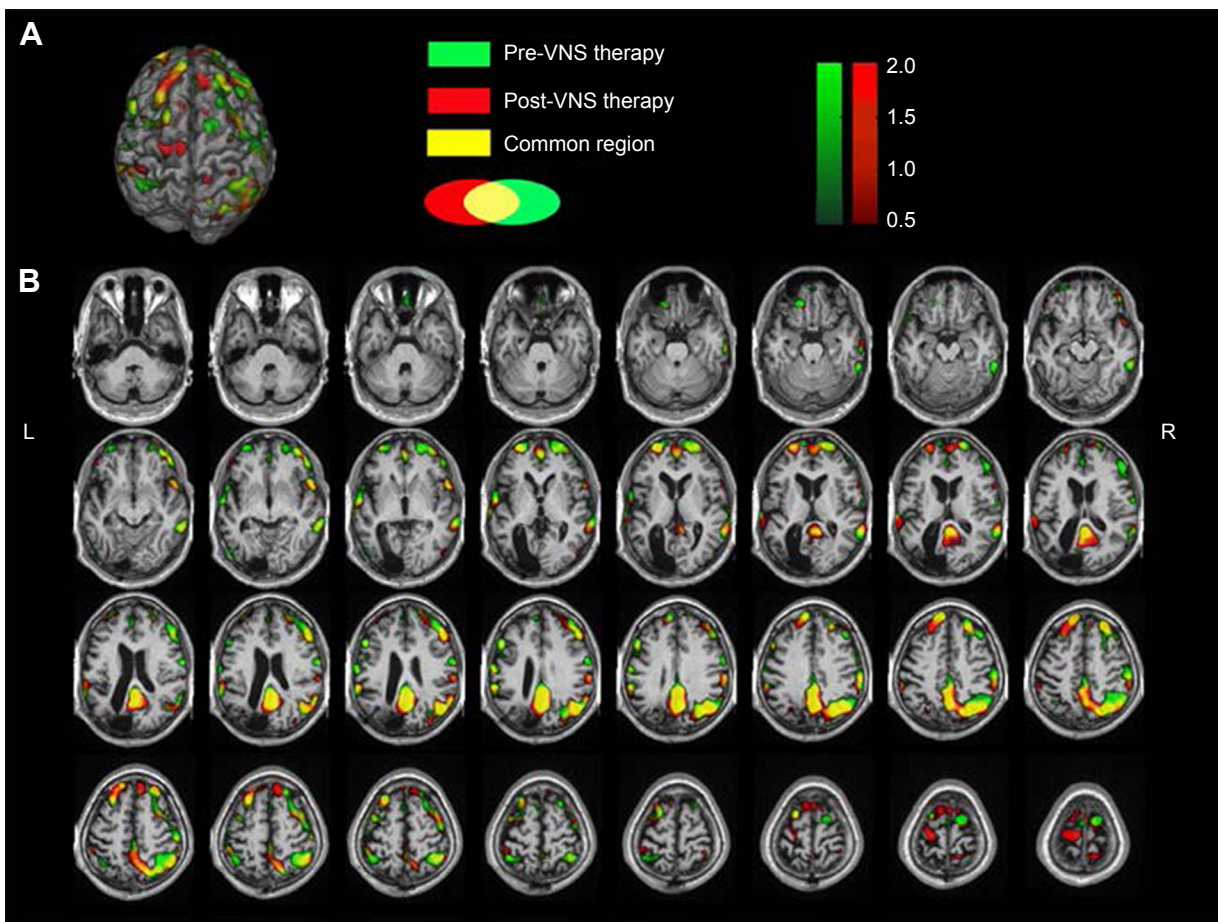 A
Pre-VNS therapy
Post-VNS therapy
Common region
2.0
1.5
1.0
0.5
B
L
R